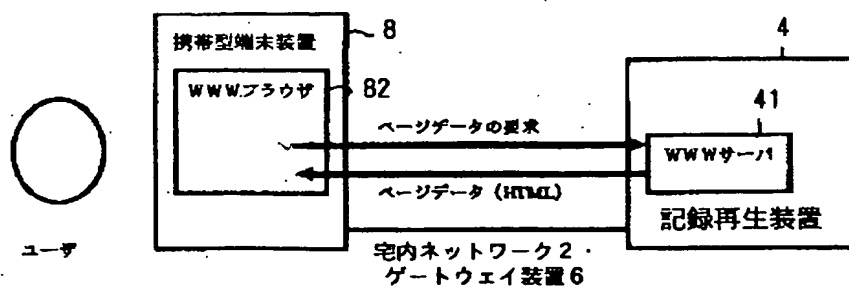 携帯型端末装置
8
WWWブラウザ
82
ページデータの要求
ページデータ (HTML)
4
41
WWWサーバ
記録再生装置
ユーザ
宅内ネットワーク2・
ゲートウェイ装置6